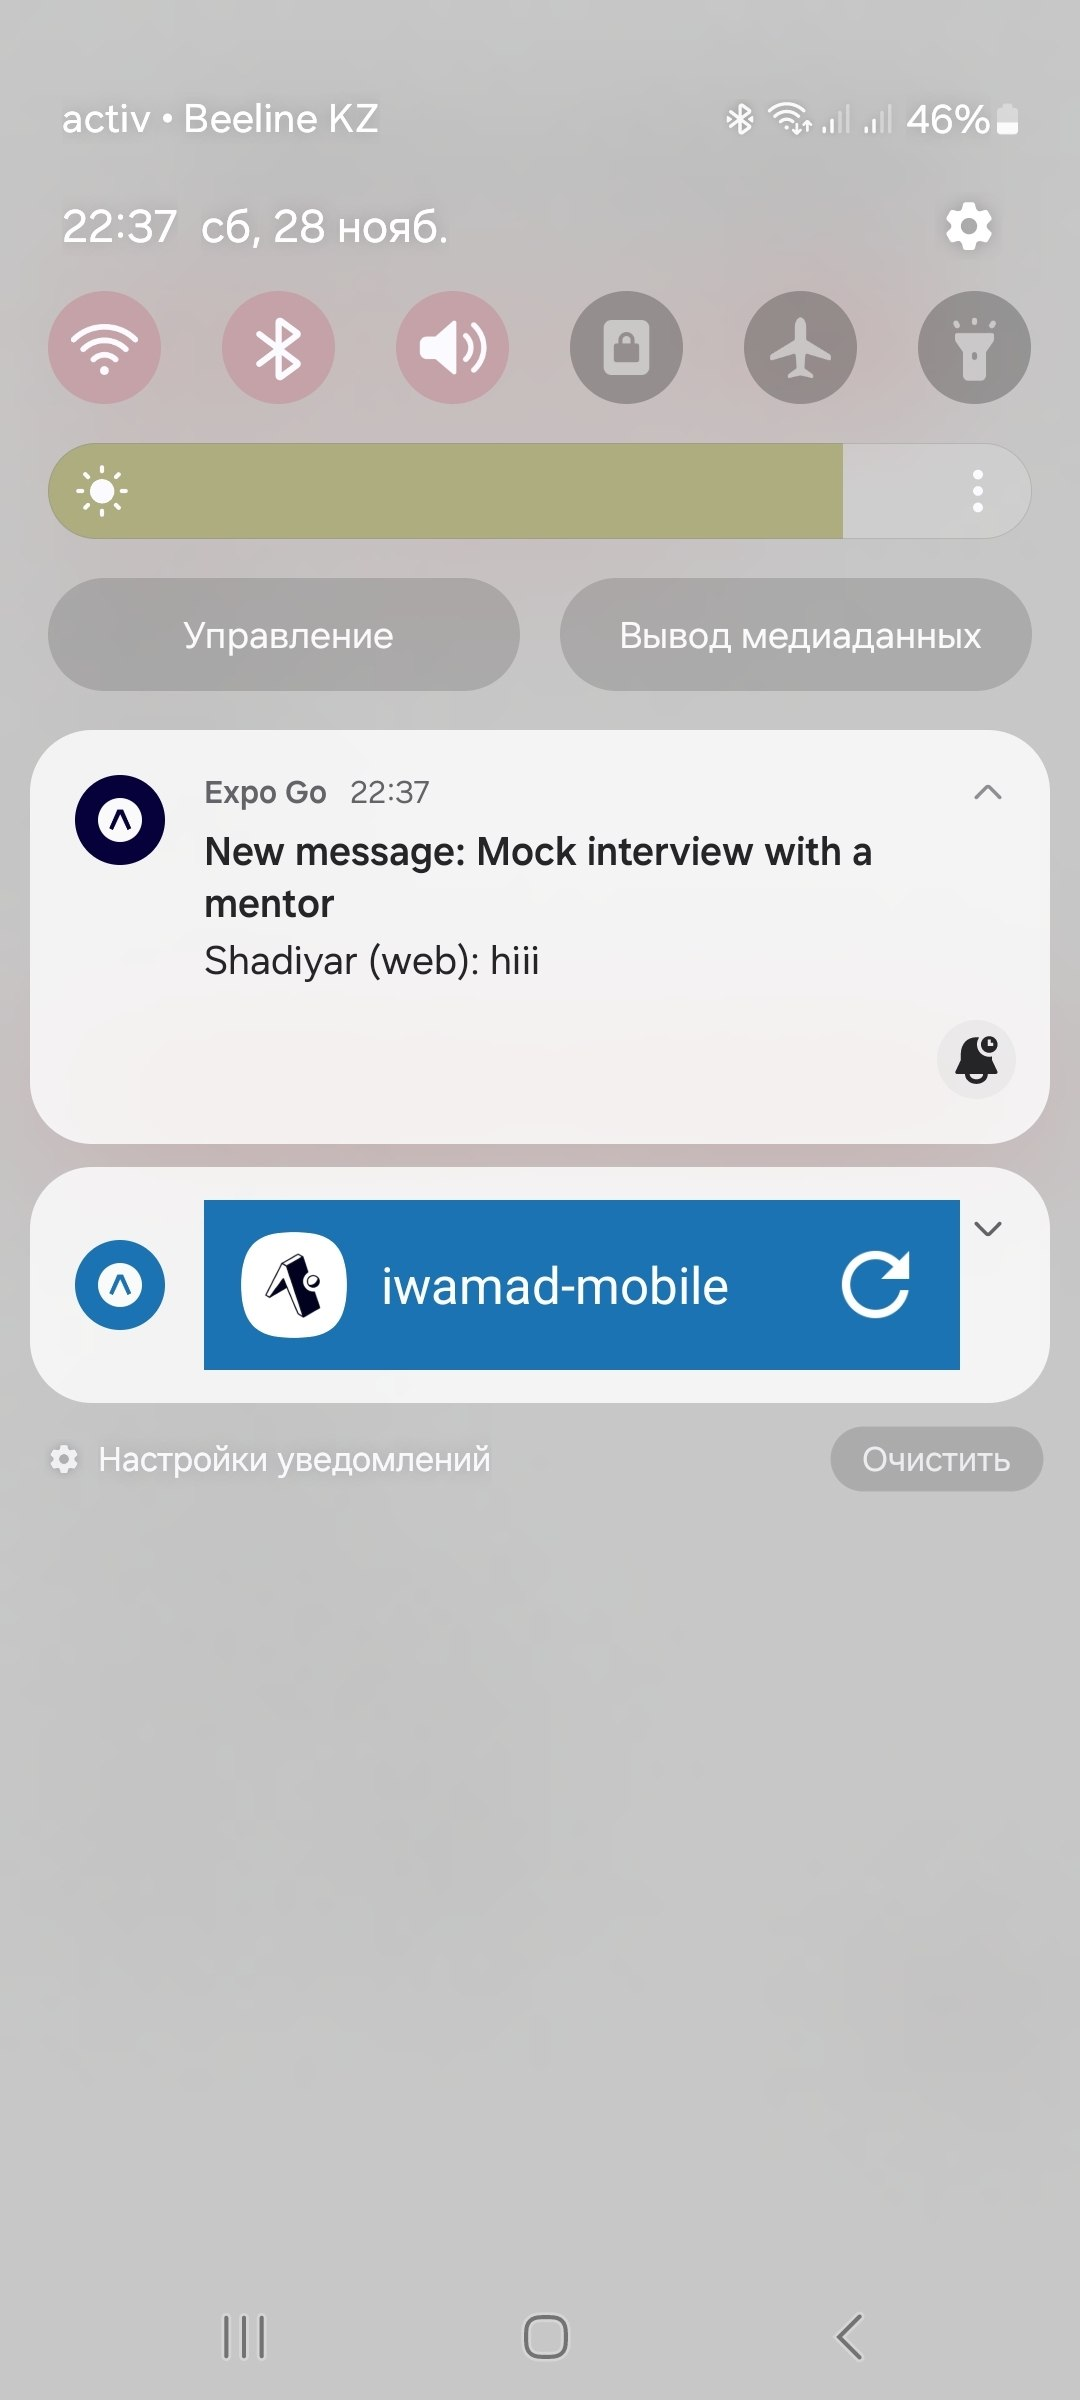 activ • Beeline KZ 46%
22:37 сб, 28 нояб.
Управление Вывод медиаданных
Expo Go 22:37
New message: Mock interview with a
mentor
Shadiyar (web): hiii
iwamad-mobile
Настройки уведомлений Очистить